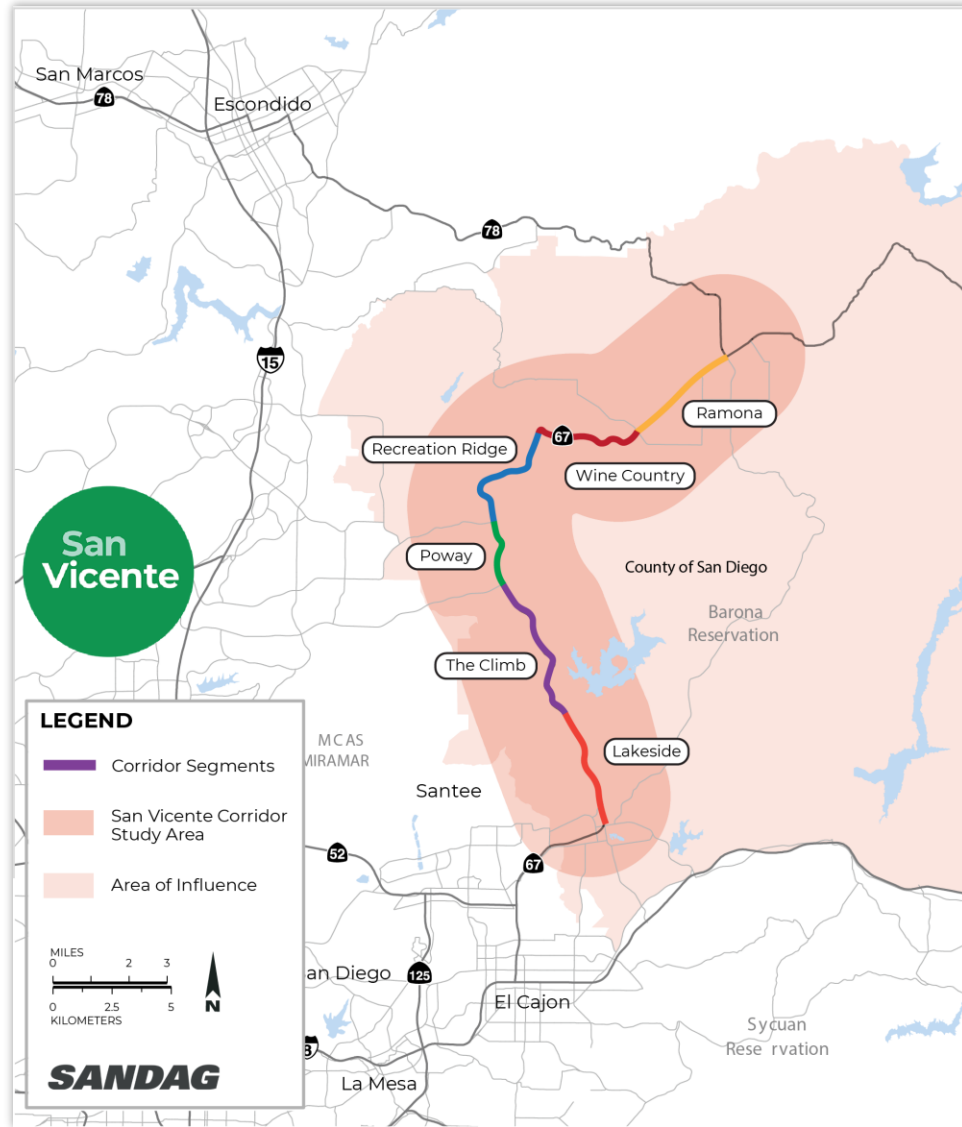 San Marcos
78
Escondido
78
15
Ramona
67
Recreation Ridge
Wine Country
San
Vicente
Poway
County of San Diego
Barona
Reservation
The Climb
LEGEND
MCAS
MIRAMAR
Lakeside
Corridor Segments
Santee
San Vicente Corridor
Study Area
52
67
Area of Influence
MILES
0 2 3
0 2.5 5
KILOMETERS
N
an Diego
125
El Cajon
Sycuan
Rese rvation
8
SANDAG
La Mesa